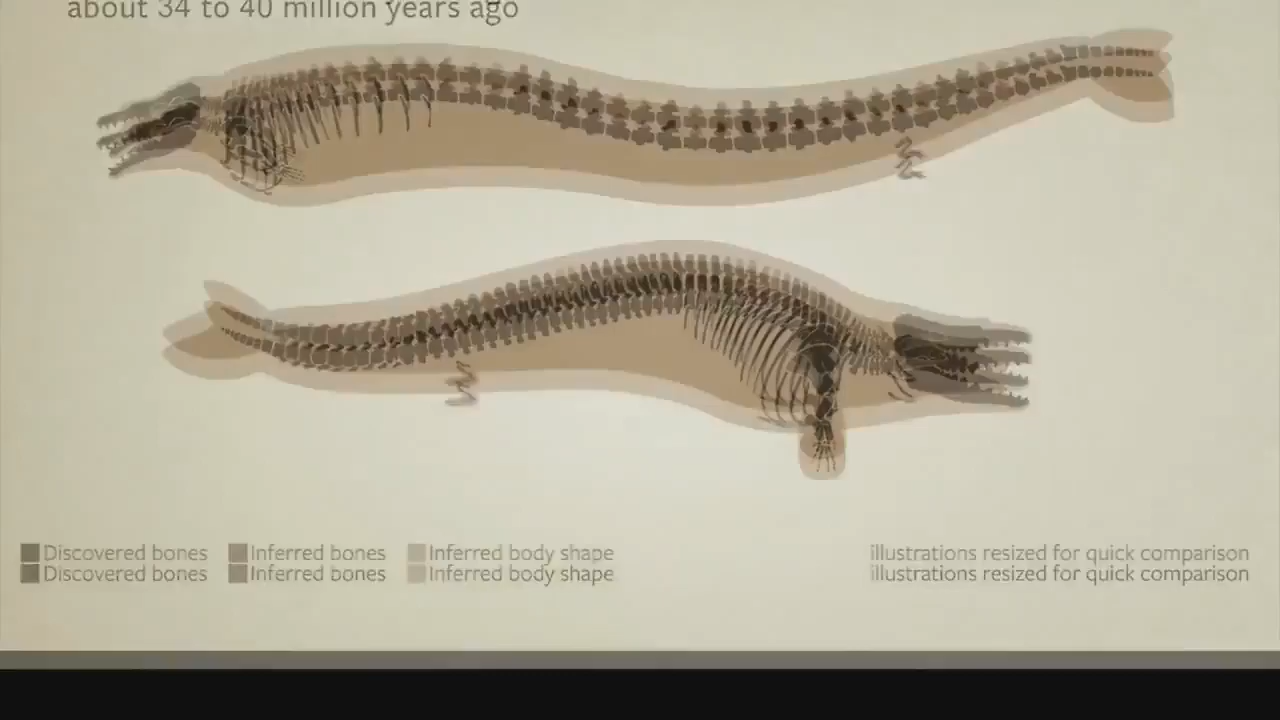 about 34 to 40 million years ago
Discovered bones Inferred bones Inferred body shape illustrations resized for quick comparison
Discovered bones Inferred bones Inferred body shape illustrations resized for quick comparison